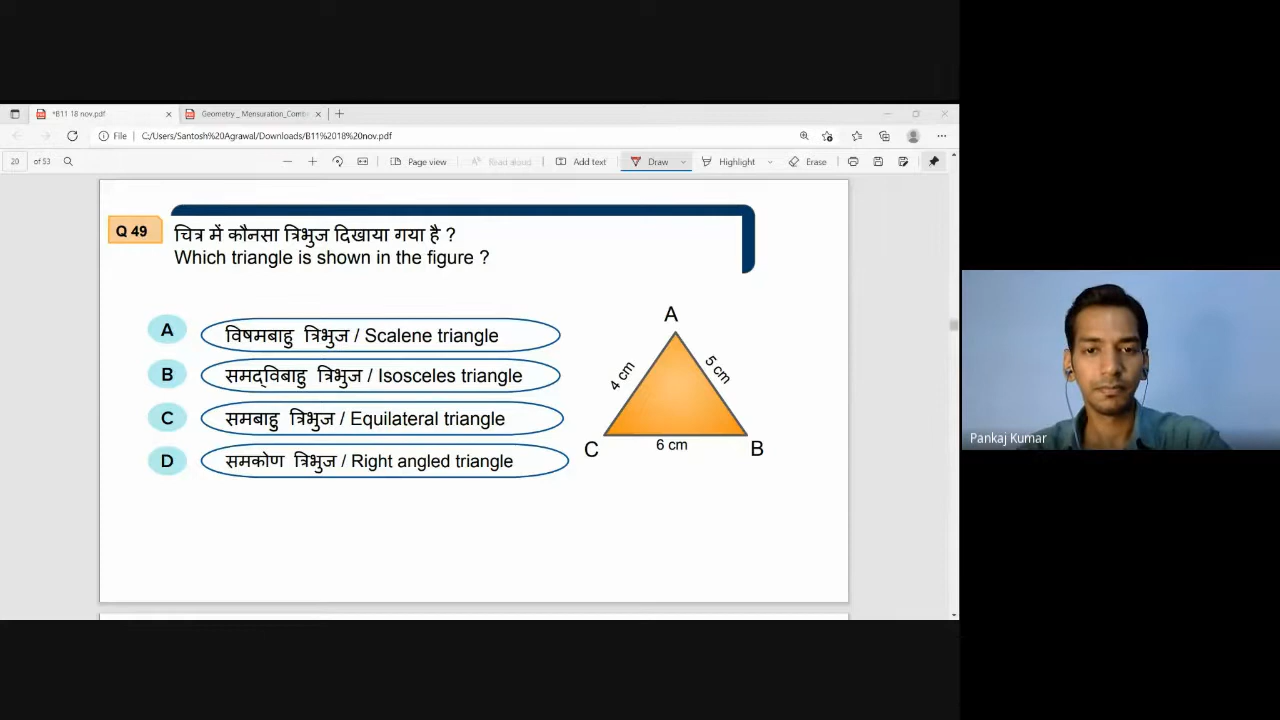 *B11 18 nov.pdf
Geometry _ Mensuration_Comb
File
C:/Users/Santosh%20Agrawal/Downloads/B11%2018%20nov.pdf
20 of 53
Page view
Read aloud
Add text
Draw
Highlight
Erase
Q 49
चित्र में कौनसा त्रिभुज दिखाया गया है ?
Which triangle is shown in the figure ?
A विषमबाहु त्रिभुज / Scalene triangle
B समद्विबाहु त्रिभुज / Isosceles triangle
C समबाहु त्रिभुज / Equilateral triangle
D समकोण त्रिभुज / Right angled triangle
A
4 cm
5 cm
C
6 cm
B
Pankaj Kumar